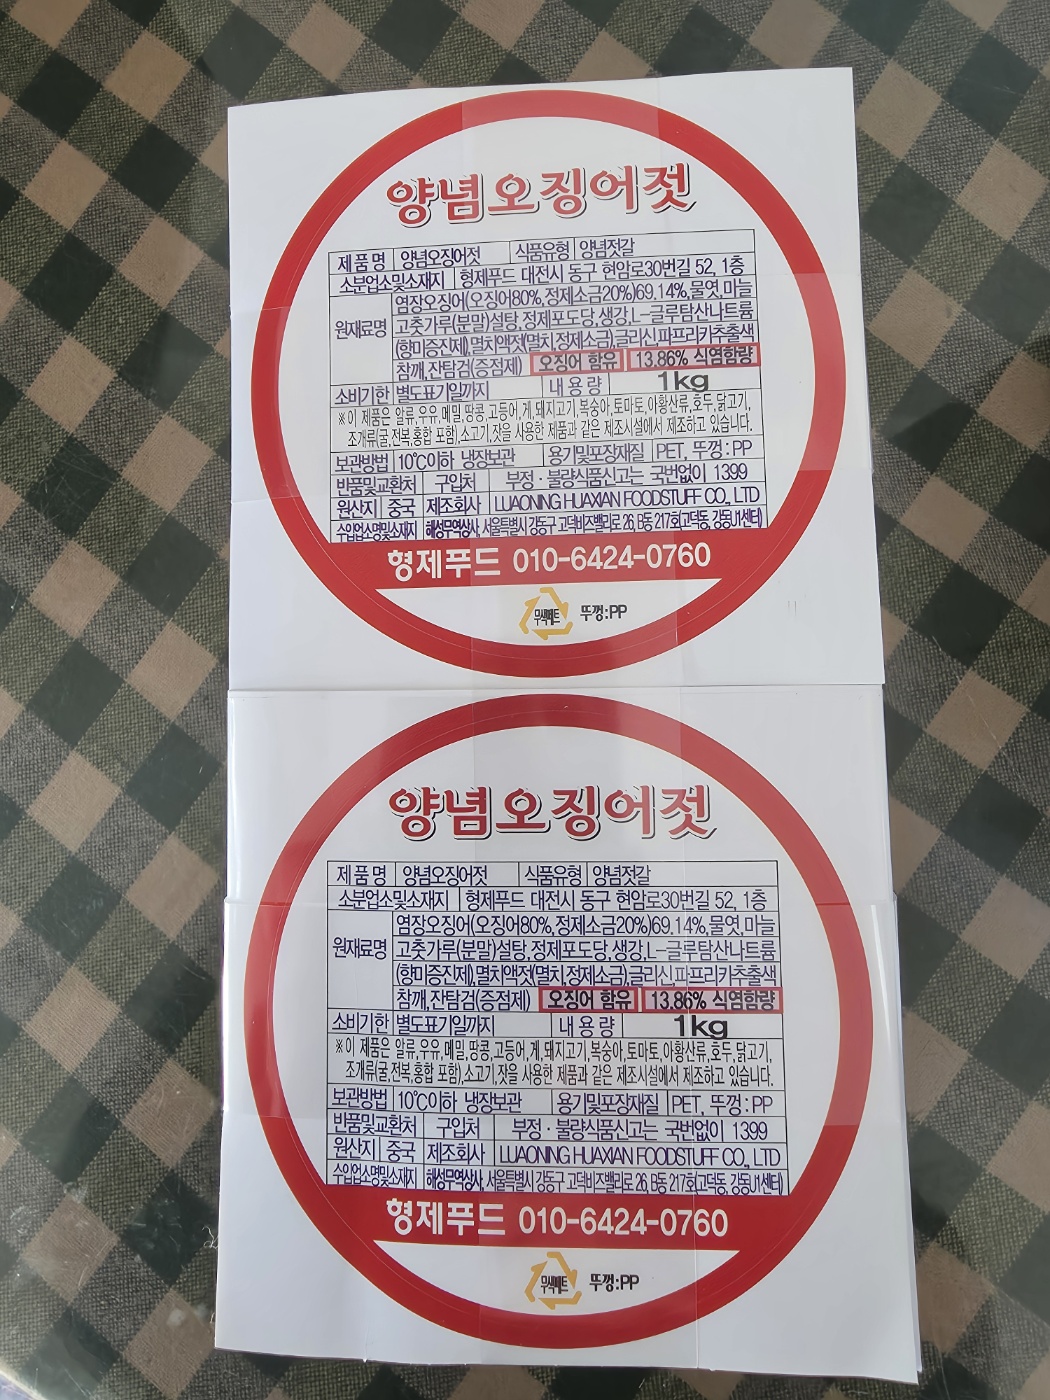 양념오징어젓
제품명 양념오징어젓 식품유형 양념젓갈
소분업소및소재지 형제푸드 대전시 동구 현암로30번길 52, 1층
원재료명 염장오징어(오징어80%,정제소금20%)69.14%,물엿,마늘
고춧가루(분말)설탕,정제포도당,생강,L-글루탐산나트륨
(향미증진제),멸치액젓(멸치,정제소금),글리신,파프리카추출색
참깨,잔탐검(증점제) 오징어 함유 13.86% 식염함량
소비기한 별도표기일까지 내용량 1kg
※이 제품은 알류,우유,메밀,땅콩,고등어,게,돼지고기,복숭아,토마토,아황산류,호두,닭고기,
조개류(굴,전복,홍합 포함),소고기,잣을 사용한 제품과 같은 제조시설에서 제조하고 있습니다.
보관방법 10℃이하 냉장보관 용기및포장재질 PET, 뚜껑:PP
반품및교환처 구입처 부정·불량식품신고는 국번없이 1399
원산지 중국 제조회사 LUAONING HUAXIAN FOODSTUFF CO., LTD
수입업소명및소재지 해성무역상사, 서울특별시 강동구 고덕비즈밸리로 26, B동 217호(고덕동, 강동U1센터)
형제푸드 010-6424-0760
무색페트 뚜껑:PP
양념오징어젓
제품명 양념오징어젓 식품유형 양념젓갈
소분업소및소재지 형제푸드 대전시 동구 현암로30번길 52, 1층
원재료명 염장오징어(오징어80%,정제소금20%)69.14%,물엿,마늘
고춧가루(분말)설탕,정제포도당,생강,L-글루탐산나트륨
(향미증진제),멸치액젓(멸치,정제소금),글리신,파프리카추출색
참깨,잔탐검(증점제) 오징어 함유 13.86% 식염함량
소비기한 별도표기일까지 내용량 1kg
※이 제품은 알류,우유,메밀,땅콩,고등어,게,돼지고기,복숭아,토마토,아황산류,호두,닭고기,
조개류(굴,전복,홍합 포함),소고기,잣을 사용한 제품과 같은 제조시설에서 제조하고 있습니다.
보관방법 10℃이하 냉장보관 용기및포장재질 PET, 뚜껑:PP
반품및교환처 구입처 부정·불량식품신고는 국번없이 1399
원산지 중국 제조회사 LUAONING HUAXIAN FOODSTUFF CO., LTD
수입업소명및소재지 해성무역상사, 서울특별시 강동구 고덕비즈밸리로 26, B동 217호(고덕동, 강동U1센터)
형제푸드 010-6424-0760
무색페트 뚜껑:PP